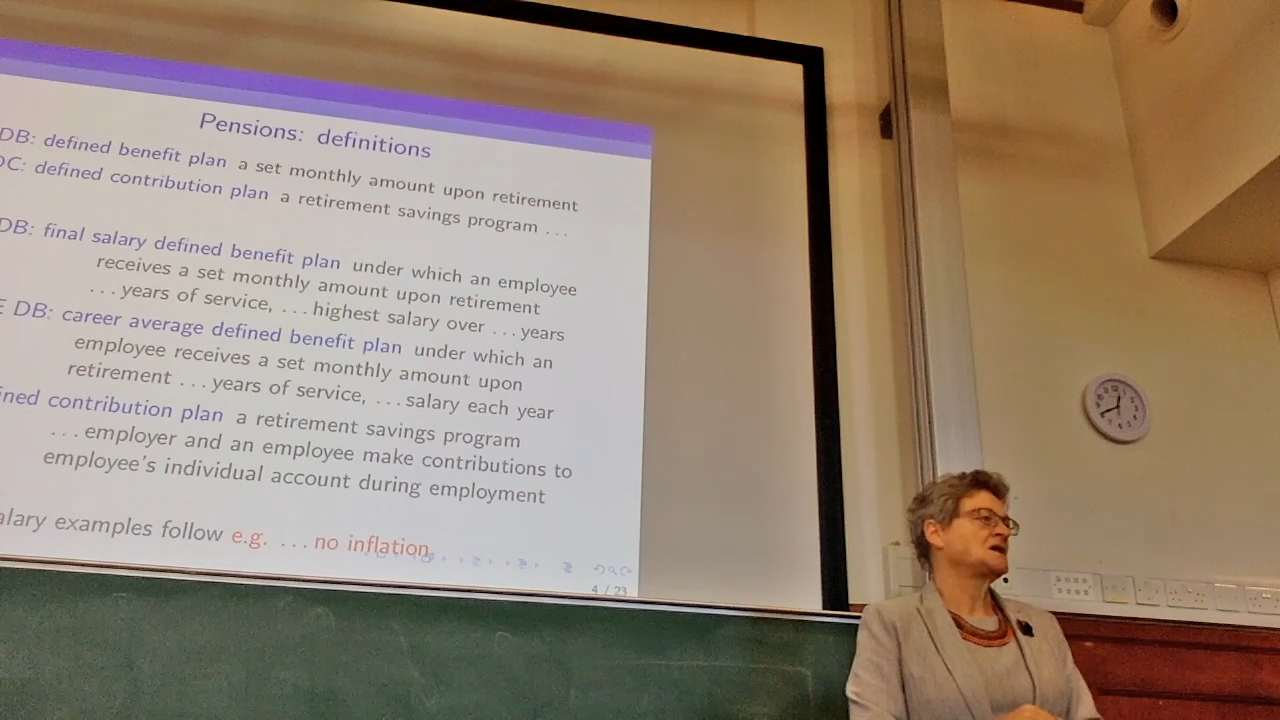 Pensions: definitions
DB: defined benefit plan a set monthly amount upon retirement
DC: defined contribution plan a retirement savings program ...
DB: final salary defined benefit plan under which an employee
receives a set monthly amount upon retirement
... years of service, ... highest salary over ... years
E DB: career average defined benefit plan under which an
employee receives a set monthly amount upon
retirement ... years of service, ... salary each year
ined contribution plan a retirement savings program
... employer and an employee make contributions to
employee's individual account during employment
alary examples follow e.g. ... no inflation
4 / 23